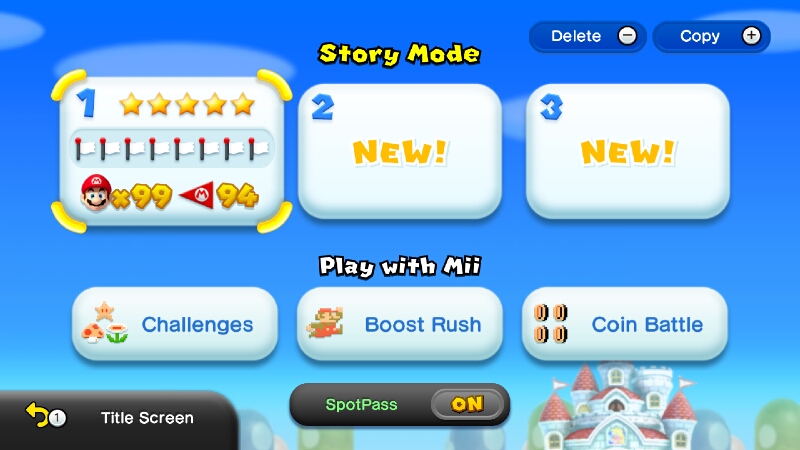 Delete −
Copy +
Story Mode
1
2
NEW!
3
NEW!
×99
M 94
Play with Mii
Challenges
Boost Rush
Coin Battle
1 Title Screen
SpotPass ON